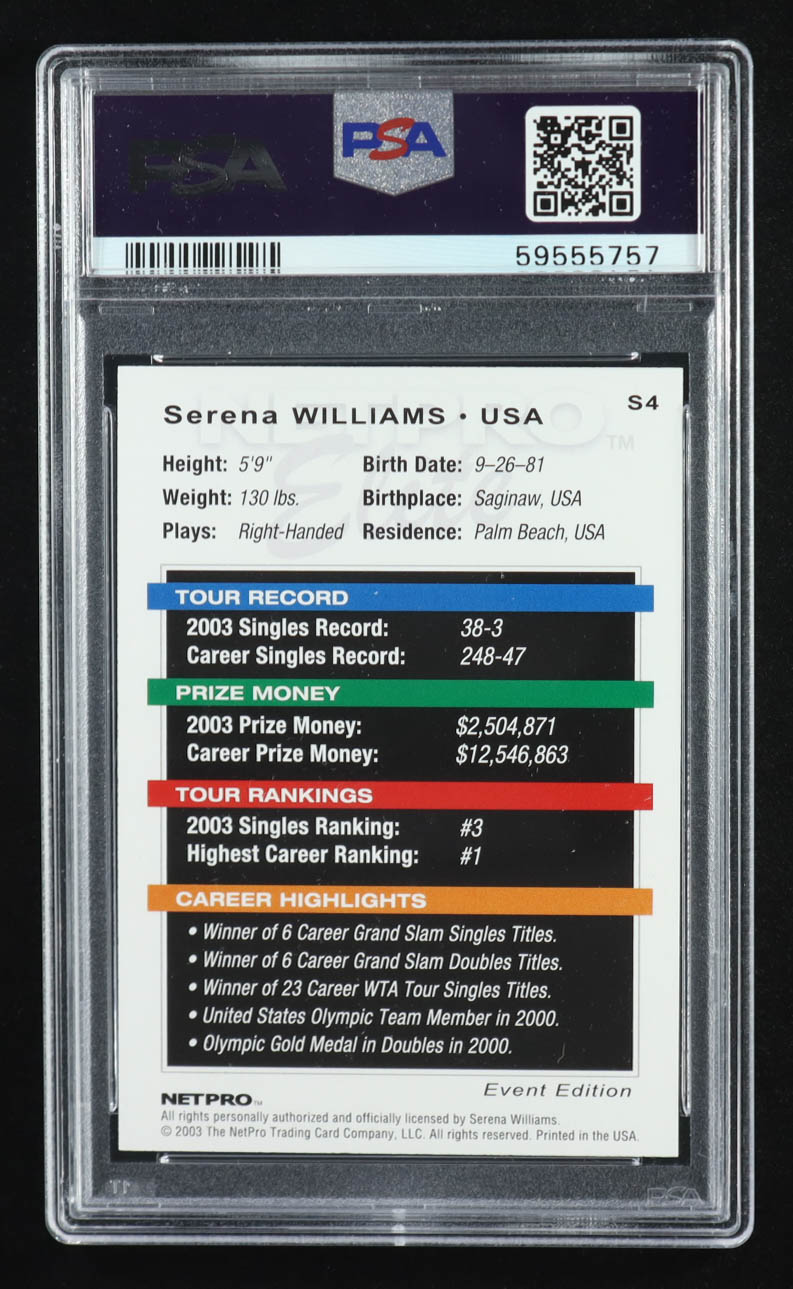 PSA
PSA
59555757
Serena WILLIAMS • USA
S4
NETPRO™
Elite
Height: 5'9"
Birth Date: 9–26–81
Weight: 130 lbs.
Birthplace: Saginaw, USA
Plays: Right-Handed
Residence: Palm Beach, USA
TOUR RECORD
2003 Singles Record: 38-3
Career Singles Record: 248-47
PRIZE MONEY
2003 Prize Money: $2,504,871
Career Prize Money: $12,546,863
TOUR RANKINGS
2003 Singles Ranking: #3
Highest Career Ranking: #1
CAREER HIGHLIGHTS
• Winner of 6 Career Grand Slam Singles Titles.
• Winner of 6 Career Grand Slam Doubles Titles.
• Winner of 23 Career WTA Tour Singles Titles.
• United States Olympic Team Member in 2000.
• Olympic Gold Medal in Doubles in 2000.
Event Edition
NETPRO™
All rights personally authorized and officially licensed by Serena Williams.
© 2003 The NetPro Trading Card Company, LLC. All rights reserved. Printed in the USA.
PSA